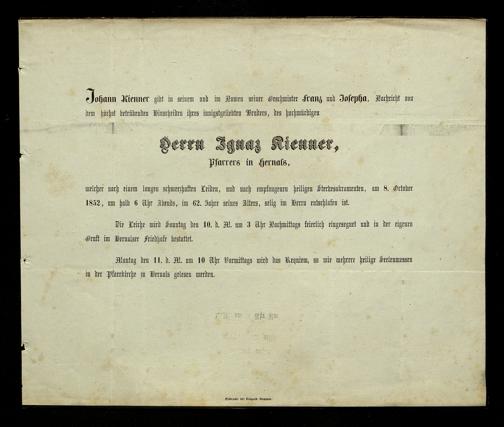 Johann Kienner gibt in seinem und im Namen seiner Geschwister Franz und Josepha, Nachricht von
dem höchst betrübenden Hinscheiden ihres innigstgeliebten Bruders, des hochwürdigen
Herrn Ignaz Kienner,
Pfarrers in Hernals,
welcher nach einem langen schmerzhaften Leiden, und nach empfangenen heiligen Sterbesakramenten, am 8. October
1852, um halb 6 Uhr Abends, im 62. Jahre seines Alters, selig im Herrn entschlafen ist.
Die Leiche wird Sonntag den 10. d. M. um 3 Uhr Nachmittags feierlich eingesegnet und in der eigenen
Gruft im Hernalser Friedhofe bestattet.
Montag den 11. d. M. um 10 Uhr Vormittags wird das Requiem, so wie mehrere heilige Seelenmessen
in der Pfarrkirche zu Hernals gelesen werden.